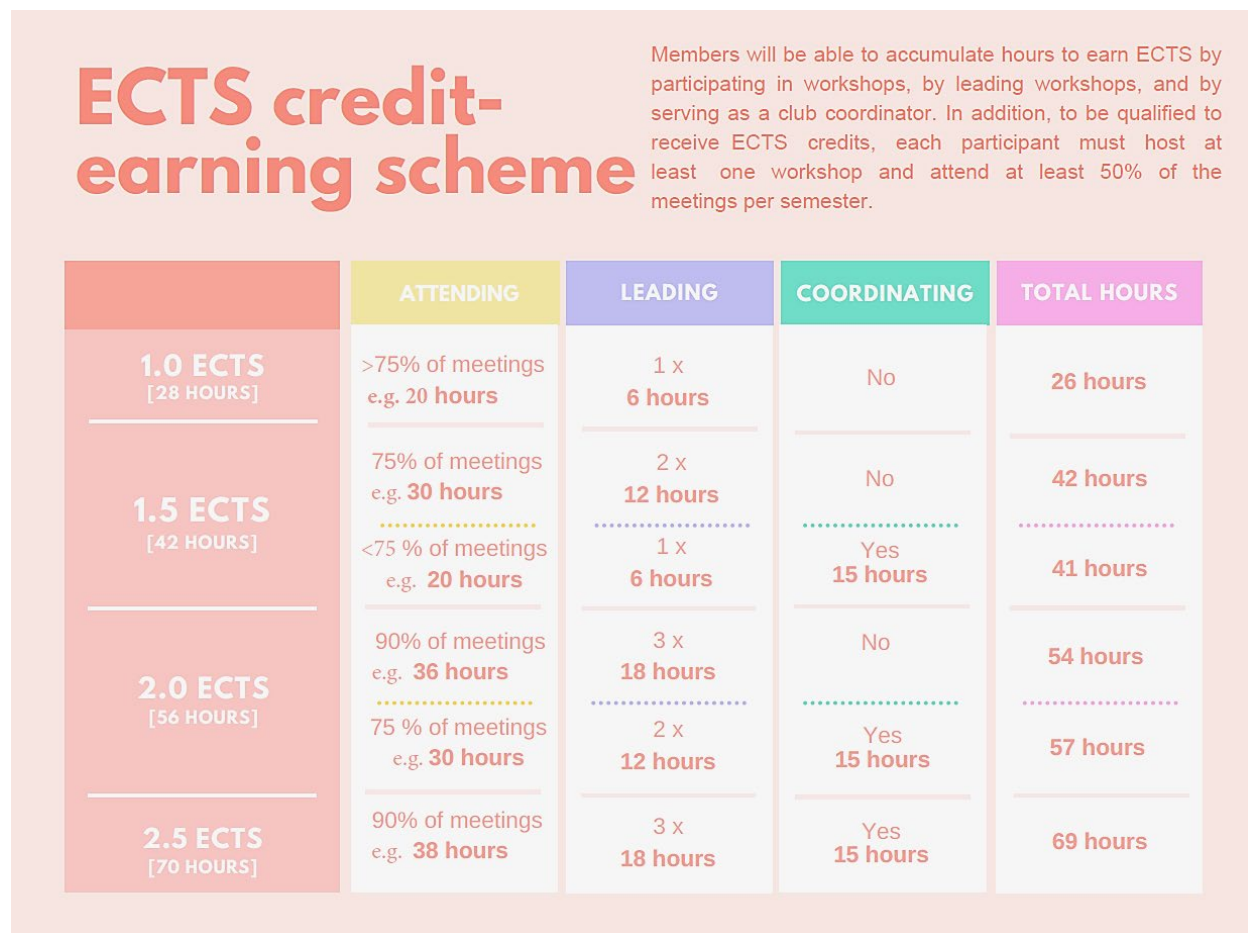 ECTS credit-
earning scheme
Members will be able to accumulate hours to earn ECTS by
participating in workshops, by leading workshops, and by
serving as a club coordinator. In addition, to be qualified to
receive ECTS credits, each participant must host at
least one workshop and attend at least 50% of the
meetings per semester.
ATTENDING LEADING COORDINATING TOTAL HOURS
1.0 ECTS
[28 HOURS]
>75% of meetings
e.g. 20 hours
1 x
6 hours
No
26 hours
1.5 ECTS
[42 HOURS]
75% of meetings
e.g. 30 hours
2 x
12 hours
No
42 hours
<75 % of meetings
e.g. 20 hours
1 x
6 hours
Yes
15 hours
41 hours
2.0 ECTS
[56 HOURS]
90% of meetings
e.g. 36 hours
3 x
18 hours
No
54 hours
75 % of meetings
e.g. 30 hours
2 x
12 hours
Yes
15 hours
57 hours
2.5 ECTS
[70 HOURS]
90% of meetings
e.g. 38 hours
3 x
18 hours
Yes
15 hours
69 hours